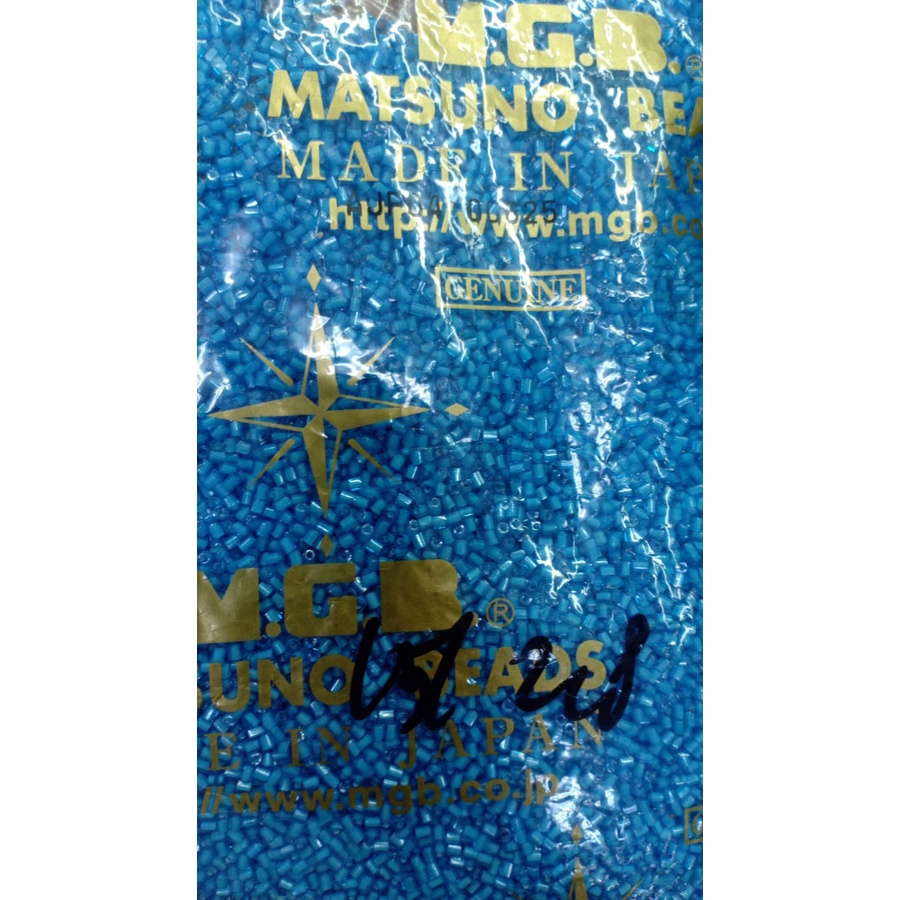 M.G.B.®
MATSUNO BEA
MADE IN JAP
http://www.mgb.co
GENUINE
M.G.B.®
SUNO BEADS
E IN JAPAN
//www.mgb.co.jp